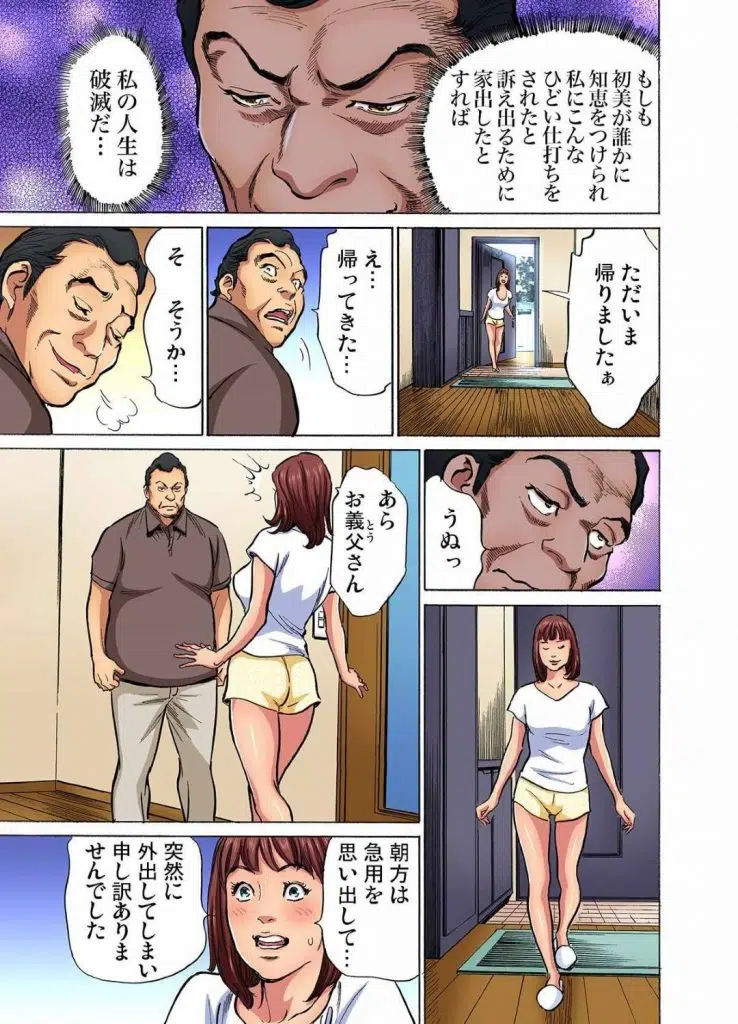 もしも
初美が誰かに
知恵をつけられ
私にこんな
ひどい仕打ちを
されたと
訴え出るために
家出したと
すれば
私の人生は
破滅だ…
ただいま
帰りましたぁ
え…
帰ってきた…
そ そうか…
うぬっ
あら
お義父さん
とう
朝方は
急用を
思い出して…
突然に
外出してしまい
申し訳ありま
せんでした